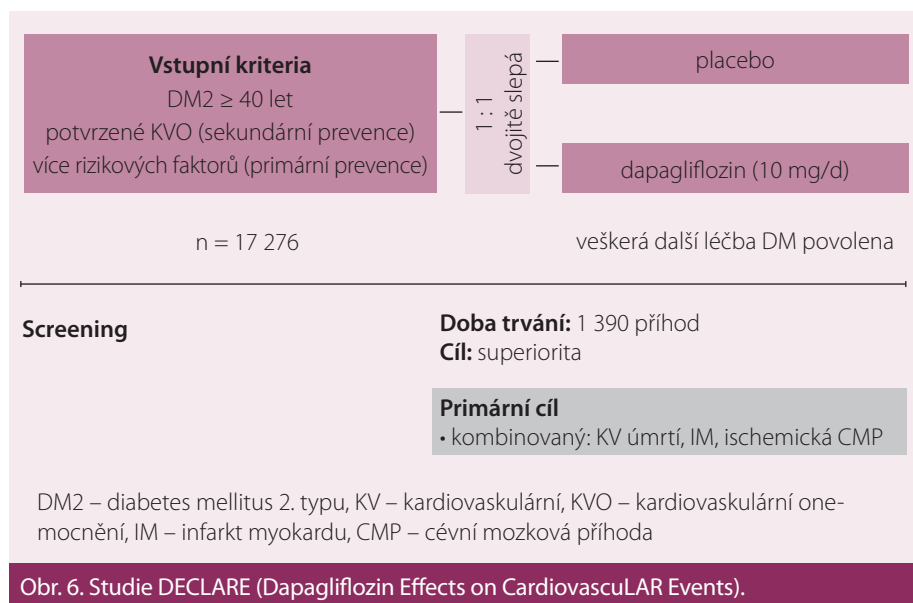 Vstupní kriteria
DM2 ≥ 40 let
potvrzené KVO (sekundární prevence)
více rizikových faktorů (primární prevence)
1 : 1
dvojitě slepá
placebo
dapagliflozin (10 mg/d)
n = 17 276
veškerá další léčba DM povolena
Screening
Doba trvání: 1 390 příhod
Cíl: superiorita
Primární cíl
• kombinovaný: KV úmrtí, IM, ischemická CMP
DM2 – diabetes mellitus 2. typu, KV – kardiovaskulární, KVO – kardiovaskulární one-
mocnění, IM – infarkt myokardu, CMP – cévní mozková příhoda
Obr. 6. Studie DECLARE (Dapagliflozin Effects on CardiovascuLAR Events).